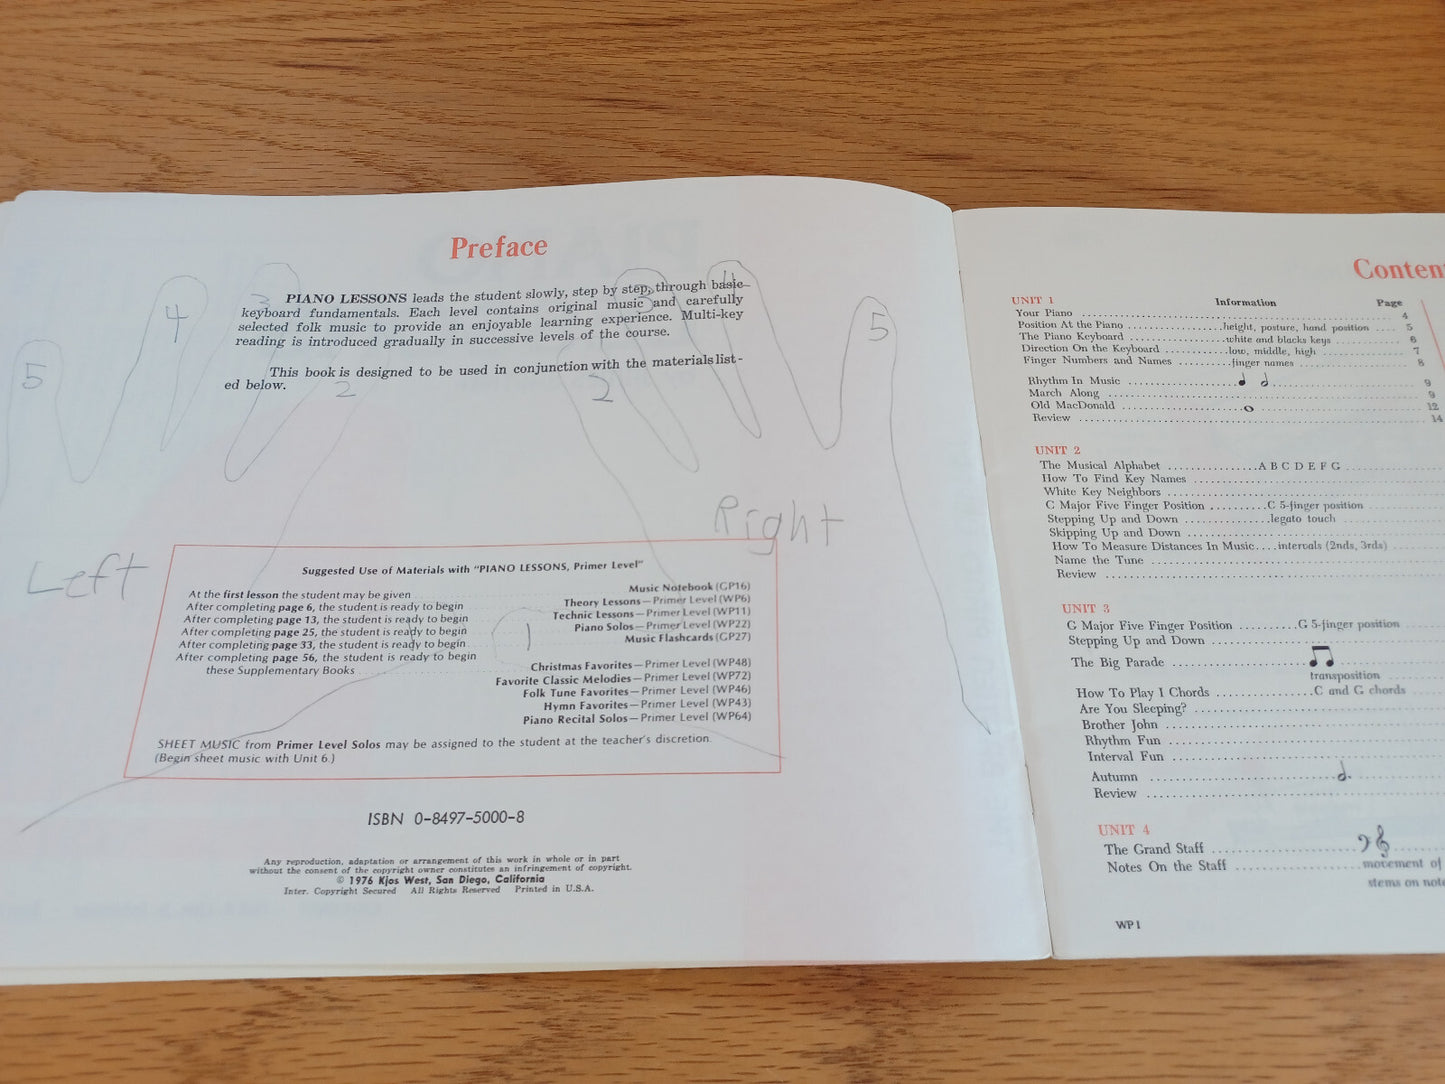 Preface
PIANO LESSONS leads the student slowly, step by step, through basic
keyboard fundamentals. Each level contains original music and carefully
selected folk music to provide an enjoyable learning experience. Multi-key
reading is introduced gradually in successive levels of the course.
This book is designed to be used in conjunction with the materials list-
ed below.
5 4 3 2
2 3 4 5
Left
Right
1 1
Suggested Use of Materials with "PIANO LESSONS, Primer Level"
At the first lesson the student may be given Music Notebook (GP16)
After completing page 6, the student is ready to begin Theory Lessons—Primer Level (WP6)
After completing page 13, the student is ready to begin Technic Lessons—Primer Level (WP11)
After completing page 25, the student is ready to begin Piano Solos—Primer Level (WP22)
After completing page 33, the student is ready to begin Music Flashcards (GP27)
After completing page 56, the student is ready to begin
these Supplementary Books Christmas Favorites—Primer Level (WP48)
Favorite Classic Melodies—Primer Level (WP72)
Folk Tune Favorites—Primer Level (WP46)
Hymn Favorites—Primer Level (WP43)
Piano Recital Solos—Primer Level (WP64)
SHEET MUSIC from Primer Level Solos may be assigned to the student at the teacher's discretion.
(Begin sheet music with Unit 6.)
ISBN 0-8497-5000-8
Any reproduction, adaptation or arrangement of this work in whole or in part
without the consent of the copyright owner constitutes an infringement of copyright.
© 1976 Kjos West, San Diego, California
Inter. Copyright Secured All Rights Reserved Printed in U.S.A.
Conten
UNIT 1 Information Page
Your Piano 4
Position At the Piano height, posture, hand position 5
The Piano Keyboard white and blacks keys 6
Direction On the Keyboard low, middle, high 7
Finger Numbers and Names finger names 8
Rhythm In Music 9
March Along 9
Old MacDonald 12
Review 14
UNIT 2
The Musical Alphabet A B C D E F G
How To Find Key Names
White Key Neighbors
C Major Five Finger Position C 5-finger position
Stepping Up and Down legato touch
Skipping Up and Down
How To Measure Distances In Music intervals (2nds, 3rds)
Name the Tune
Review
UNIT 3
G Major Five Finger Position G 5-finger position
Stepping Up and Down
The Big Parade
transposition
How To Play I Chords C and G chords
Are You Sleeping?
Brother John
Rhythm Fun
Interval Fun
Autumn
Review
UNIT 4
The Grand Staff
Notes On the Staff movement of
stems on not
WP1